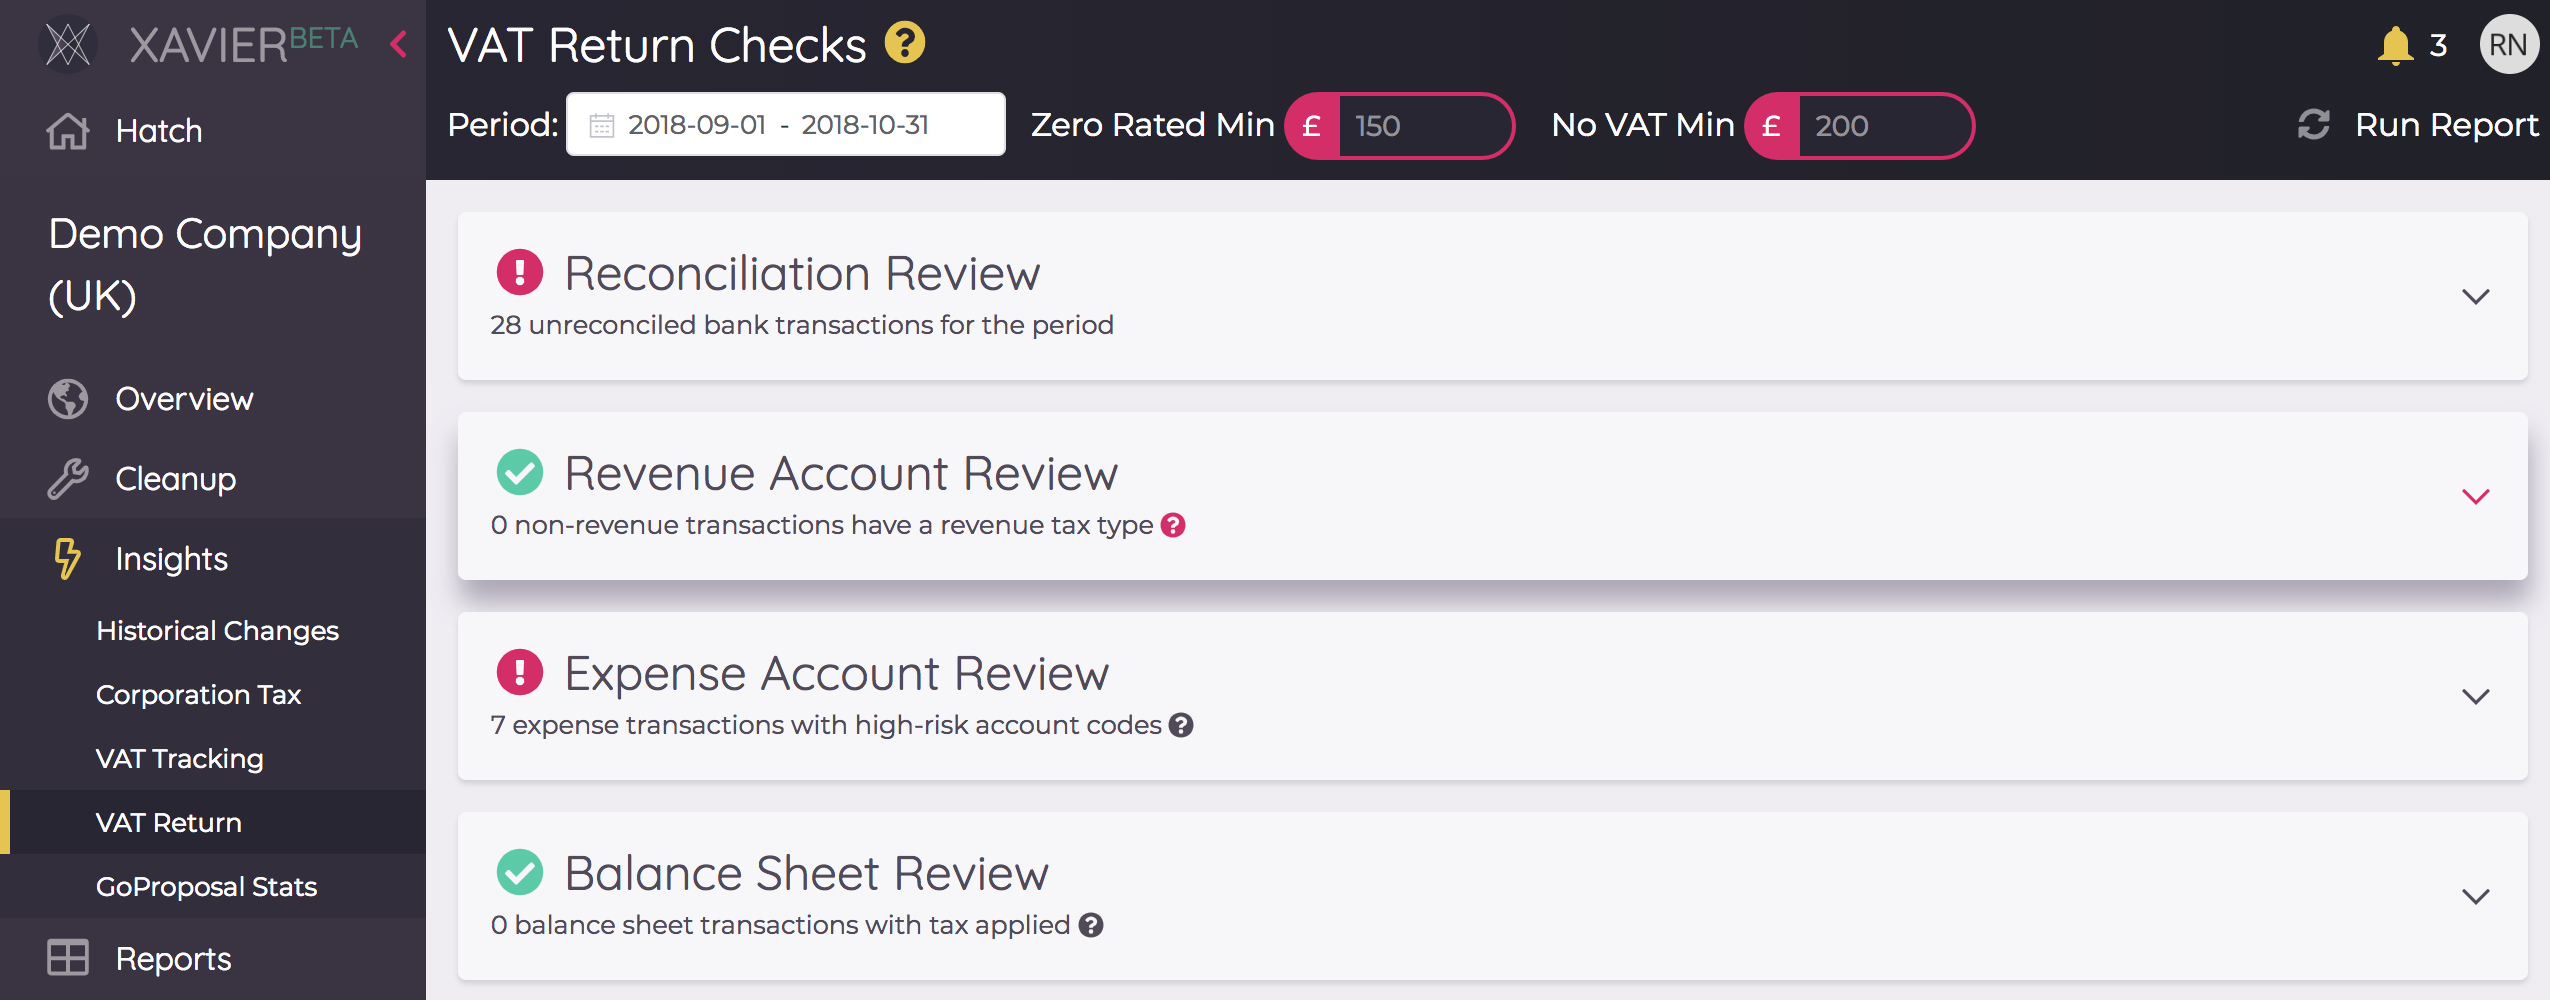 XAVIER BETA
Hatch
Demo Company
(UK)
Overview
Cleanup
Insights
Historical Changes
Corporation Tax
VAT Tracking
VAT Return
GoProposal Stats
Reports
VAT Return Checks ?
3 RN
Period: 2018-09-01 - 2018-10-31 Zero Rated Min £ 150 No VAT Min £ 200 Run Report
! Reconciliation Review
28 unreconciled bank transactions for the period
Revenue Account Review
0 non-revenue transactions have a revenue tax type ?
! Expense Account Review
7 expense transactions with high-risk account codes ?
Balance Sheet Review
0 balance sheet transactions with tax applied ?